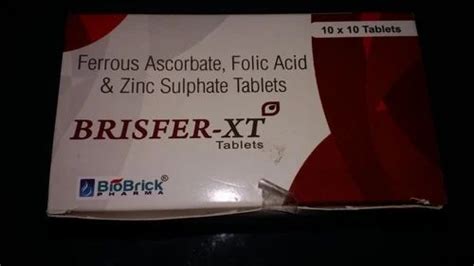 10 x 10 Tablets
Ferrous Ascorbate, Folic Acid
& Zinc Sulphate Tablets
BRISFER-XT
Tablets
BioBrick®
PHARMA